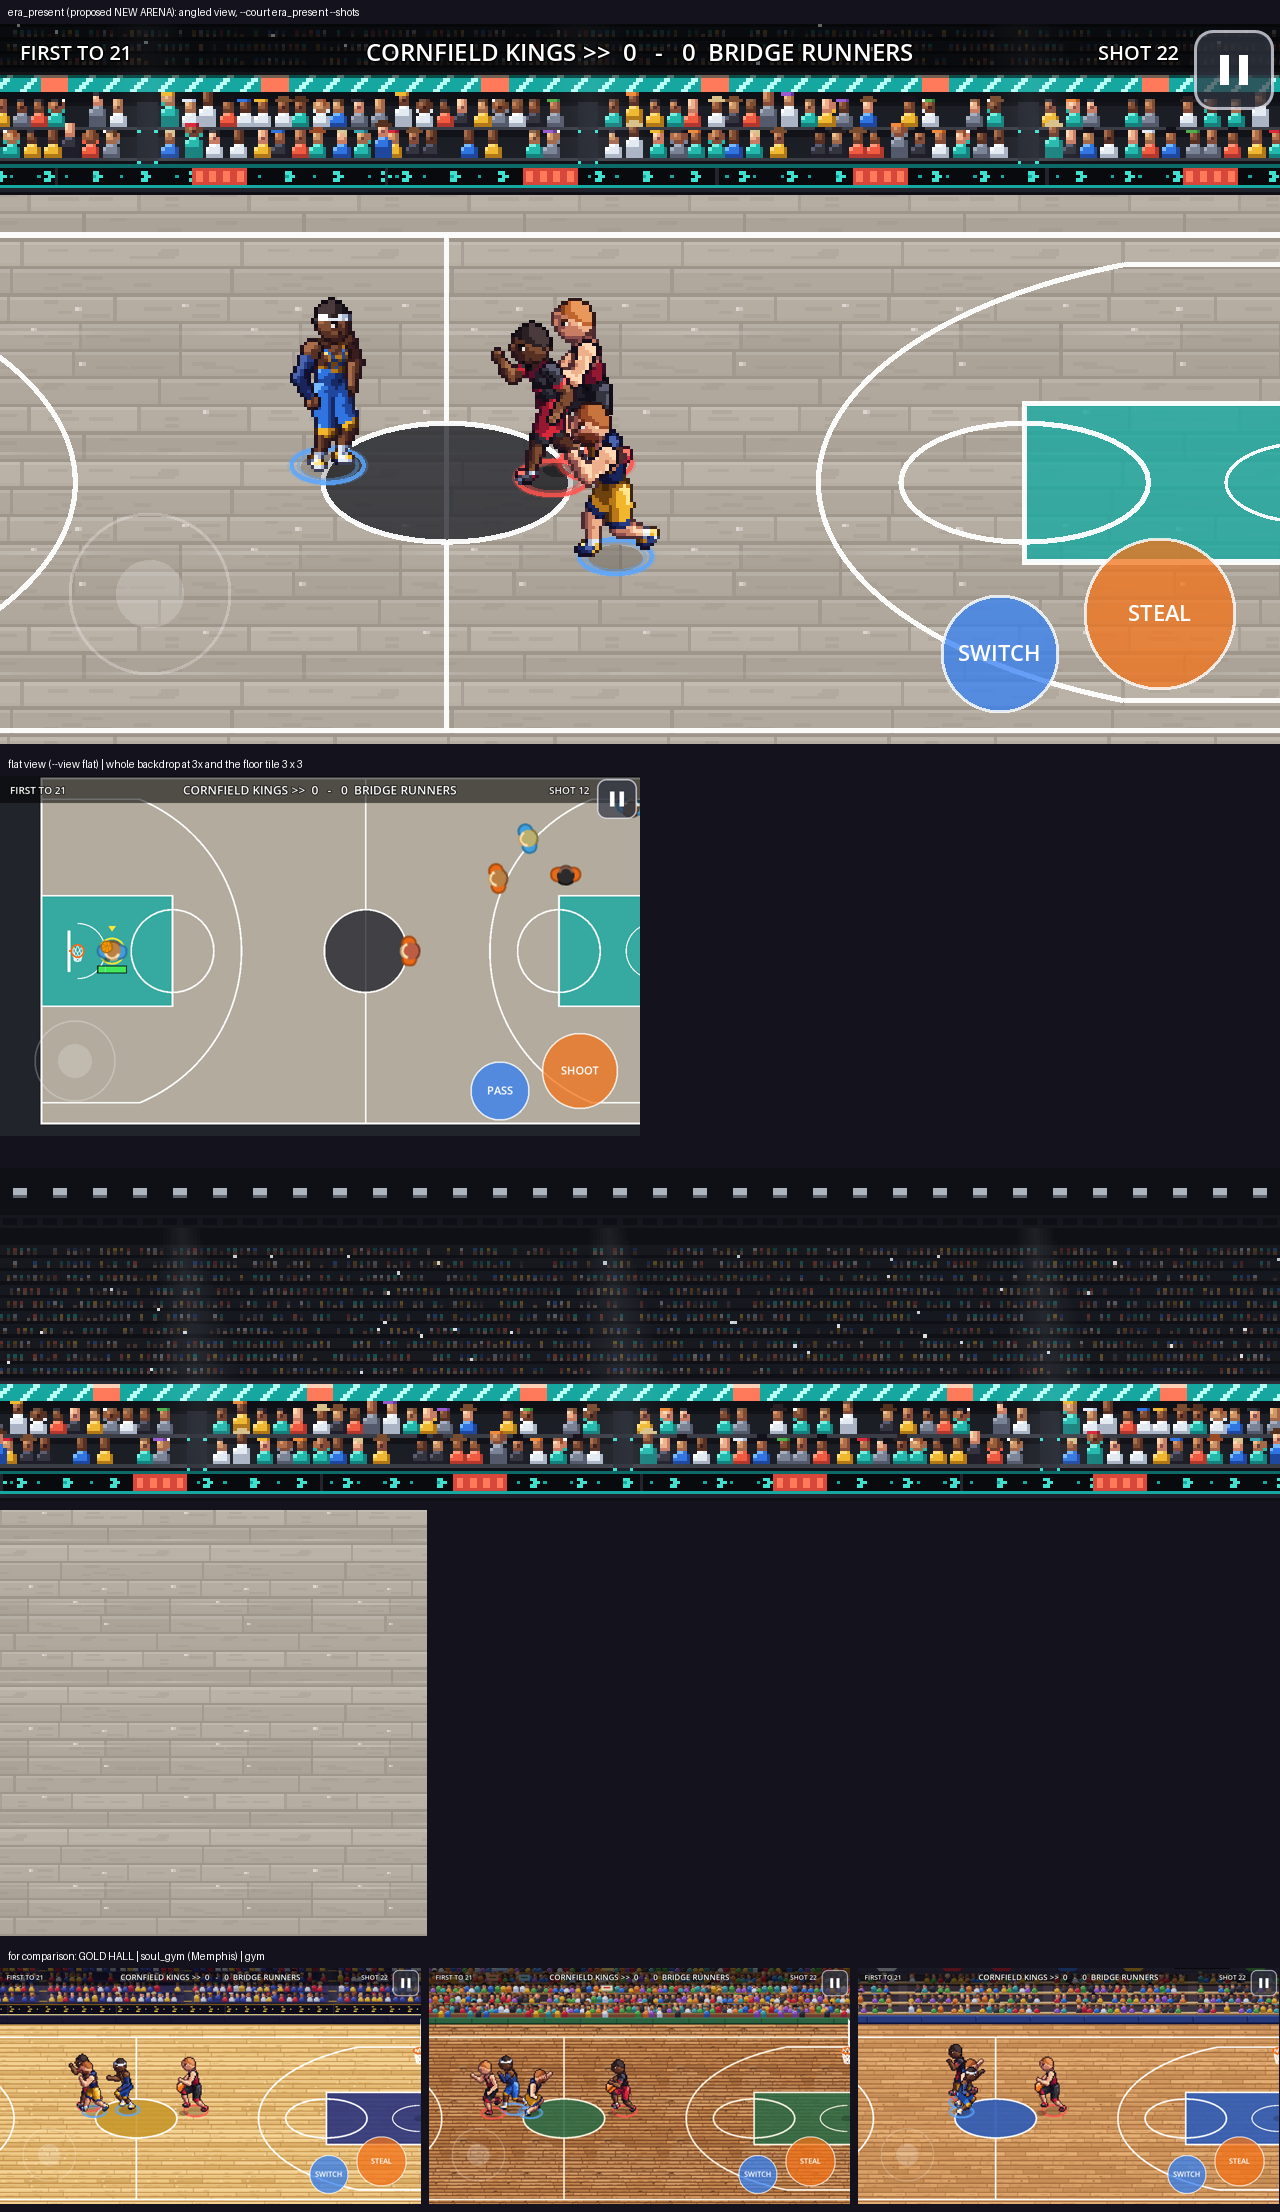 era_present (proposed NEW ARENA): angled view, --court era_present --shots
FIRST TO 21 CORNFIELD KINGS >> 0 - 0 BRIDGE RUNNERS SHOT 22
STEAL
SWITCH
flat view (--view flat) | whole backdrop at 3x and the floor tile 3 x 3
FIRST TO 21 CORNFIELD KINGS >> 0 - 0 BRIDGE RUNNERS SHOT 12
SHOOT
PASS
for comparison: GOLD HALL | soul_gym (Memphis) | gym
FIRST TO 21 CORNFIELD KINGS >> 0 - 0 BRIDGE RUNNERS SHOT 22
STEAL
SWITCH
FIRST TO 21 CORNFIELD KINGS >> 0 - 0 BRIDGE RUNNERS SHOT 22
STEAL
SWITCH
FIRST TO 21 CORNFIELD KINGS >> 0 - 0 BRIDGE RUNNERS SHOT 22
STEAL
SWITCH